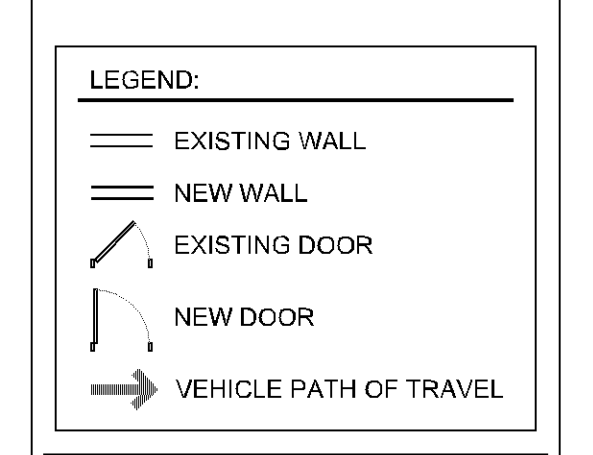 LEGEND:
EXISTING WALL
NEW WALL
EXISTING DOOR
NEW DOOR
VEHICLE PATH OF TRAVEL